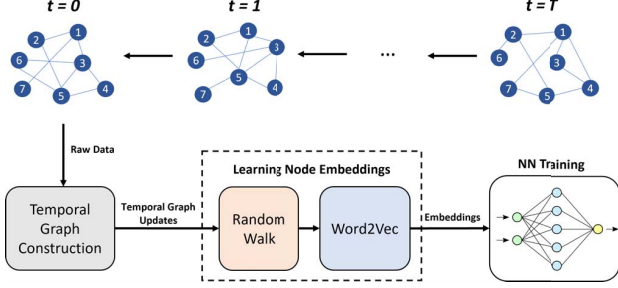 t = 0
t = 1
t = T
1
2
6
3
7
5
4
1
2
3
6
5
7
4
...
2
1
6
3
7
5
4
Raw Data
Learning Node Embeddings
NN Training
Temporal
Graph
Construction
Temporal Graph
Updates
Random
Walk
Word2Vec
Embeddings